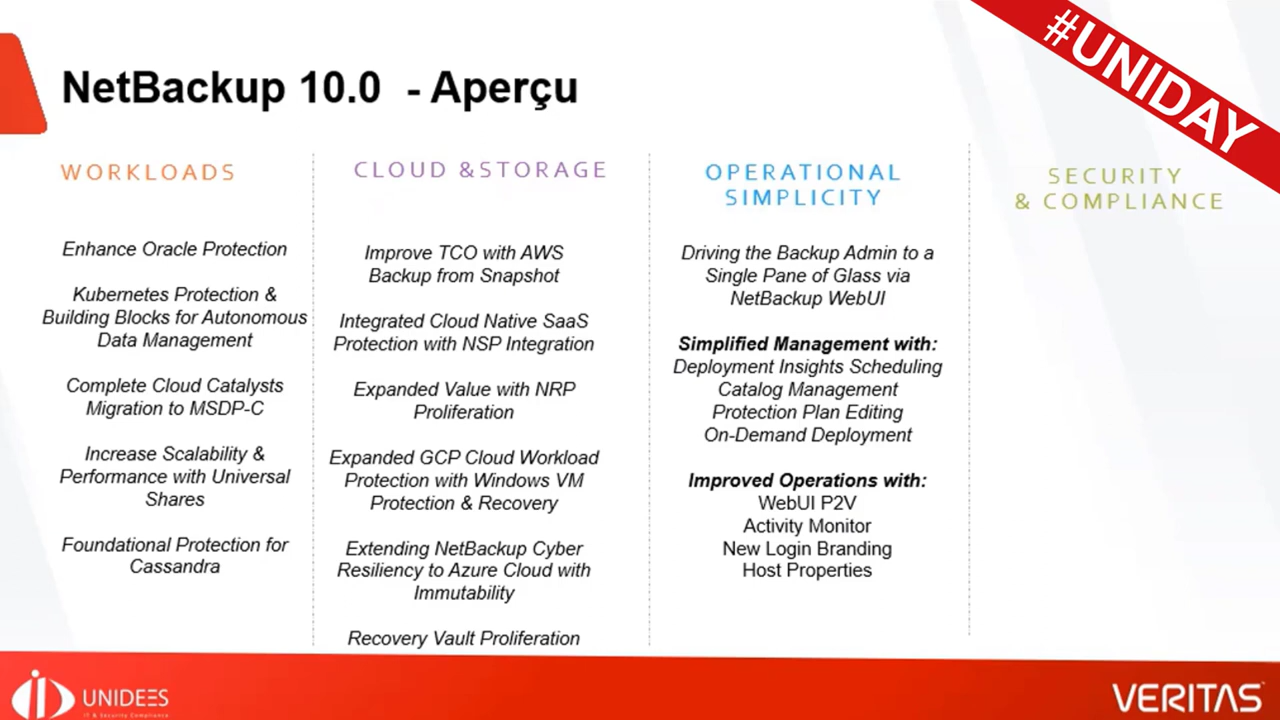 #UNIDAY
NetBackup 10.0 - Aperçu
WORKLOADS
Enhance Oracle Protection
Kubernetes Protection &
Building Blocks for Autonomous
Data Management
Complete Cloud Catalysts
Migration to MSDP-C
Increase Scalability &
Performance with Universal
Shares
Foundational Protection for
Cassandra
CLOUD &STORAGE
Improve TCO with AWS
Backup from Snapshot
Integrated Cloud Native SaaS
Protection with NSP Integration
Expanded Value with NRP
Proliferation
Expanded GCP Cloud Workload
Protection with Windows VM
Protection & Recovery
Extending NetBackup Cyber
Resiliency to Azure Cloud with
Immutability
Recovery Vault Proliferation
OPERATIONAL
SIMPLICITY
Driving the Backup Admin to a
Single Pane of Glass via
NetBackup WebUI
Simplified Management with:
Deployment Insights Scheduling
Catalog Management
Protection Plan Editing
On-Demand Deployment
Improved Operations with:
WebUI P2V
Activity Monitor
New Login Branding
Host Properties
SECURITY
& COMPLIANCE
UNIDEES
IT & Security Compliance
VERITAS